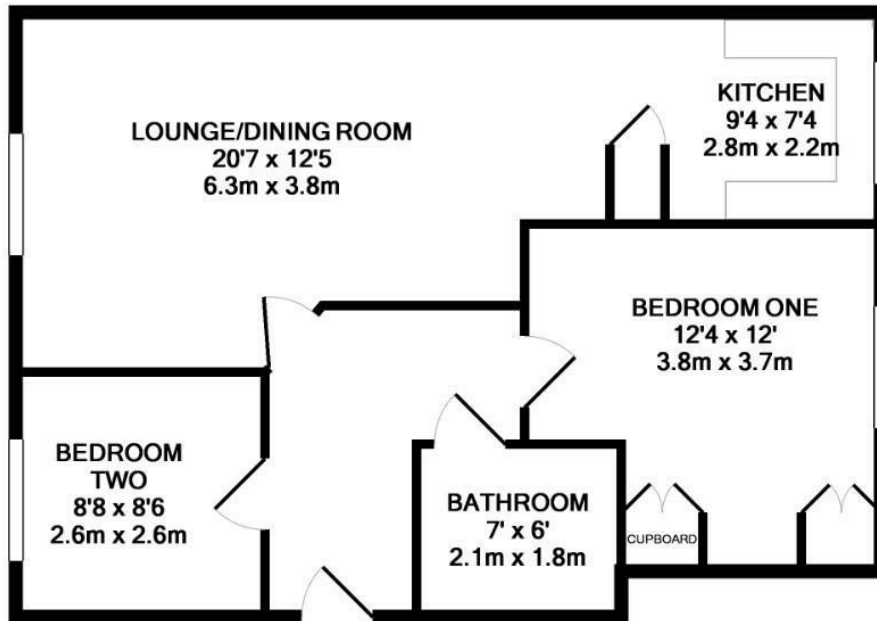 LOUNGE/DINING ROOM
20'7 x 12'5
6.3m x 3.8m
KITCHEN
9'4 x 7'4
2.8m x 2.2m
BEDROOM ONE
12'4 x 12'
3.8m x 3.7m
BEDROOM
TWO
8'8 x 8'6
2.6m x 2.6m
BATHROOM
7' x 6'
2.1m x 1.8m
CUPBOARD